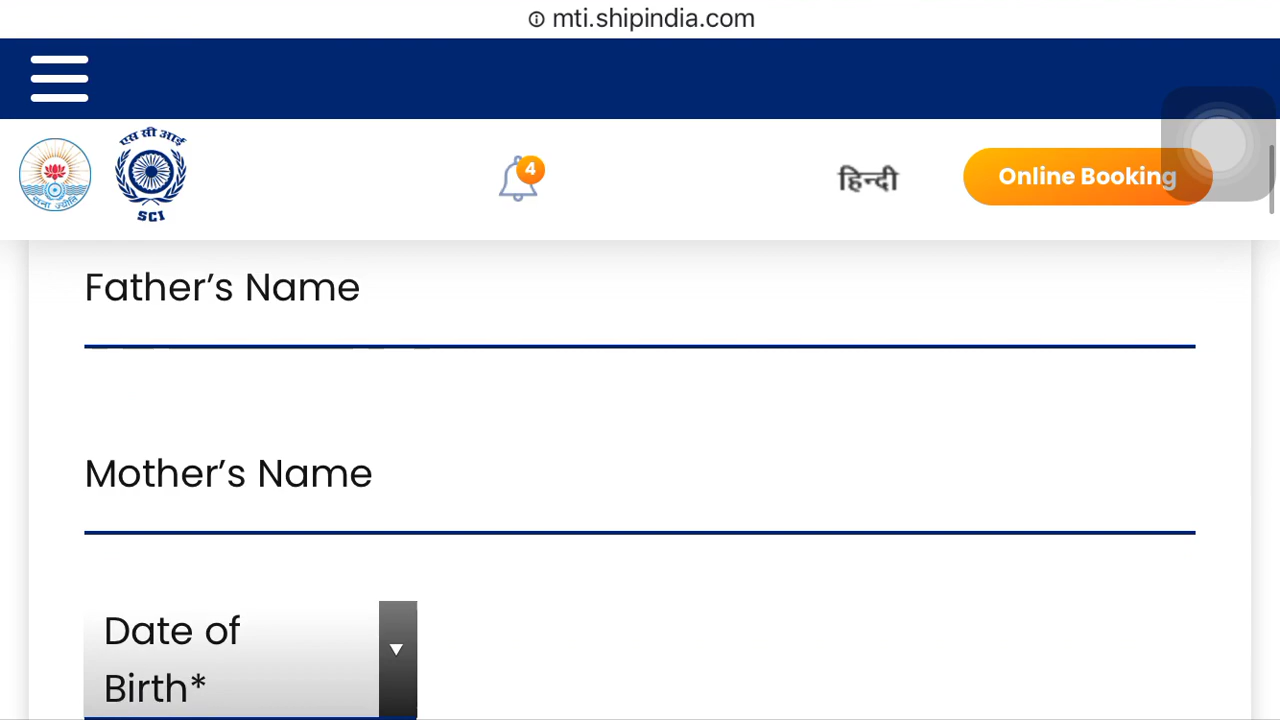 mti.shipindia.com
एस सी आई
SCI
4
हिन्दी
Online Booking
Father’s Name
Mother’s Name
Date of
Birth*